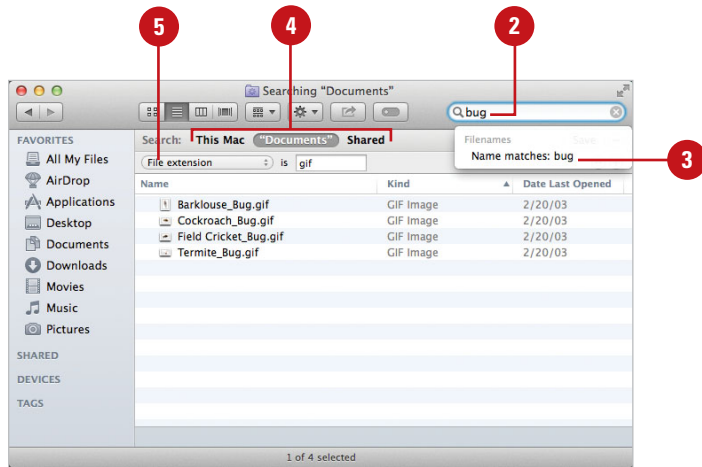 5
4
2
Searching "Documents"
bug
FAVORITES
All My Files
AirDrop
Applications
Desktop
Documents
Downloads
Movies
Music
Pictures
SHARED
DEVICES
TAGS
Search: This Mac "Documents" Shared
Save
Filenames
Name matches: bug
3
File extension is gif
Name Kind Date Last Opened
Barklouse_Bug.gif GIF Image 2/20/03
Cockroach_Bug.gif GIF Image 2/20/03
Field Cricket_Bug.gif GIF Image 2/20/03
Termite_Bug.gif GIF Image 2/20/03
1 of 4 selected